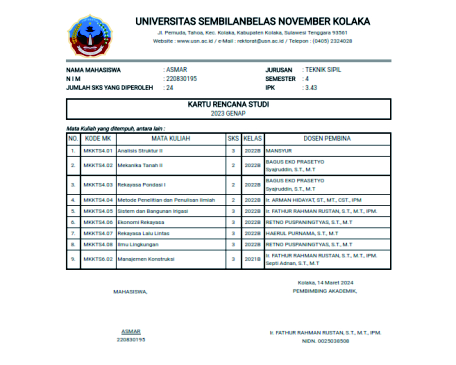 UNIVERSITAS SEMBILANBELAS NOVEMBER KOLAKA
Jl. Pemuda, Tahoa, Kec. Kolaka, Kabupaten Kolaka, Sulawesi Tenggara 93561
Website : www.usn.ac.id / e-Mail : rektorat@usn.ac.id / Telepon : (0405) 2324028
NAMA MAHASISWA : ASMAR JURUSAN : TEKNIK SIPIL
N I M : 220830195 SEMESTER : 4
JUMLAH SKS YANG DIPEROLEH : 24 IPK : 3.43
KARTU RENCANA STUDI
2023 GENAP
Mata Kuliah yang ditempuh, antara lain :
NO. KODE MK MATA KULIAH SKS KELAS DOSEN PEMBINA
1. MKKTS4.01 Analisis Struktur II 3 2022B MANSYUR
2. MKKTS4.02 Mekanika Tanah II 2 2022B BAGUS EKO PRASETYO
Syajruddin, S.T., M.T
3. MKKTS4.03 Rekayasa Pondasi I 2 2022B BAGUS EKO PRASETYO
Syajruddin, S.T., M.T
4. MKKTS4.04 Metode Penelitian dan Penulisan Ilmiah 2 2022B Ir. ARMAN HIDAYAT, ST., MT., CST., IPM
5. MKKTS4.05 Sistem dan Bangunan Irigasi 3 2022B Ir. FATHUR RAHMAN RUSTAN, S.T., M.T., IPM.
6. MKKTS4.06 Ekonomi Rekayasa 3 2022B RETNO PUSPANINGTYAS, S.T., M.T
7. MKKTS4.07 Rekayasa Lalu Lintas 3 2022B HAERUL PURNAMA, S.T., M.T
8. MKKTS4.08 Ilmu Lingkungan 3 2022B RETNO PUSPANINGTYAS, S.T., M.T
9. MKKTS6.02 Manajemen Konstruksi 3 2021B Ir. FATHUR RAHMAN RUSTAN, S.T., M.T., IPM.
Septi Adnan, S.T., M.T
Kolaka, 14 Maret 2024
MAHASISWA, PEMBIMBING AKADEMIK,
ASMAR Ir. FATHUR RAHMAN RUSTAN, S.T., M.T., IPM.
220830195 NIDN. 0025038508